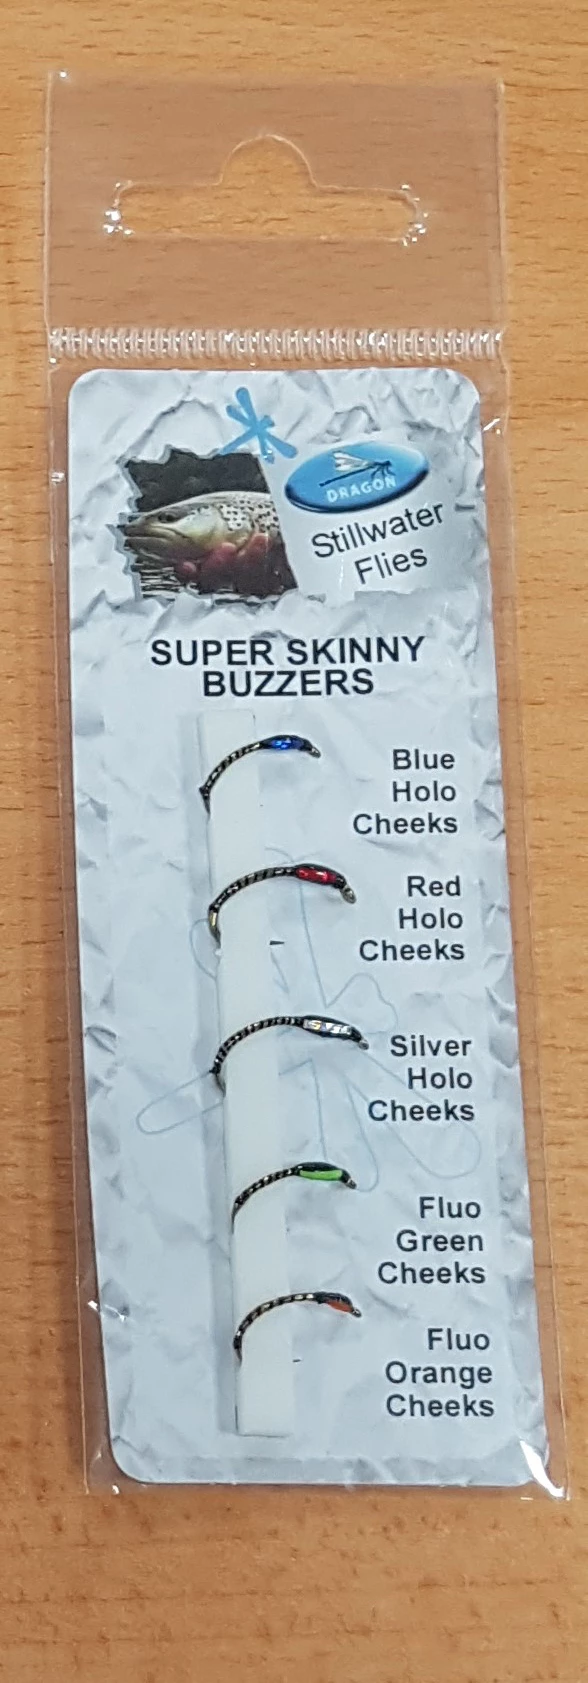 DRAGON
Stillwater
Flies
SUPER SKINNY
BUZZERS
Blue
Holo
Cheeks
Red
Holo
Cheeks
Silver
Holo
Cheeks
Fluo
Green
Cheeks
Fluo
Orange
Cheeks